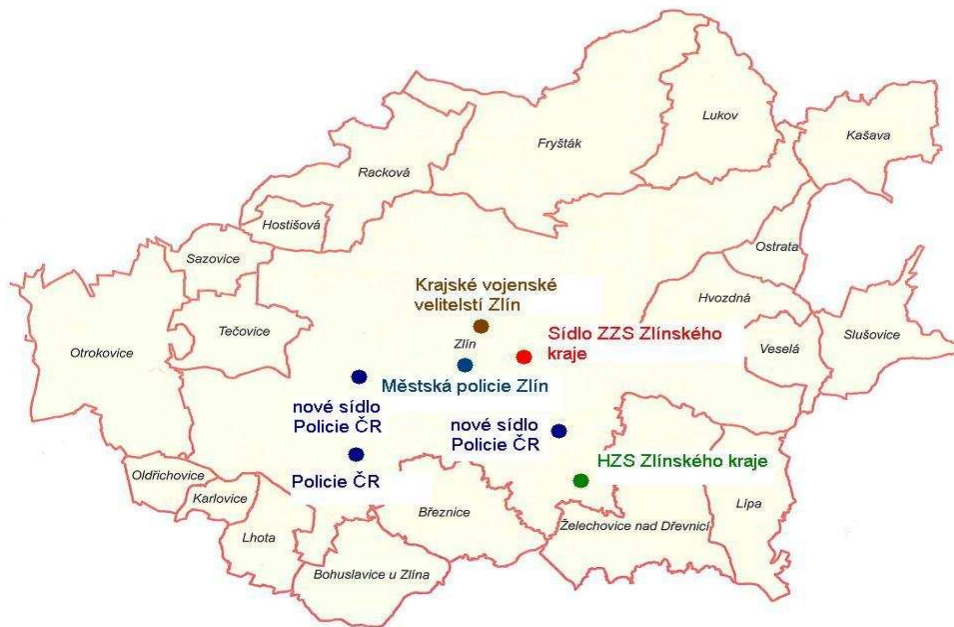 Lukov
Kašava
Fryšták
Racková
Hostišová
Ostrata
Sazovice
Krajské vojenské
velitelství Zlín
Hvozdná
Tečovice
Sídlo ZZS Zlínského
kraje
Slušovice
Otrokovice
Zlín
Veselá
Městská policie Zlín
nové sídlo
Policie ČR
nové sídlo
Policie ČR
HZS Zlínského kraje
Oldřichovice
Policie ČR
Karlovice
Březnice
Želechovice nad Dřevnicí
Lípa
Lhota
Bohuslavice u Zlína